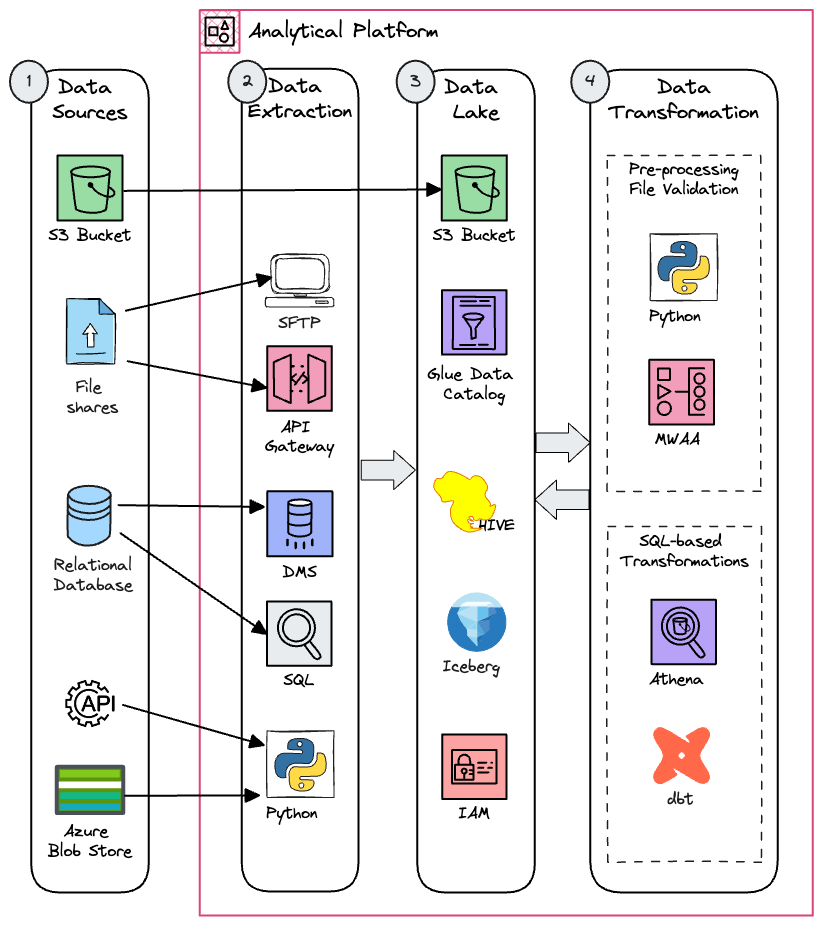 Analytical Platform
1
Data
Sources
S3 Bucket
File
shares
Relational
Database
API
Azure
Blob Store
2
Data
Extraction
SFTP
API
Gateway
DMS
SQL
Python
3
Data
Lake
S3 Bucket
Glue Data
Catalog
HIVE
Iceberg
IAM
4
Data
Transformation
Pre-processing
File Validation
Python
MWAA
SQL-based
Transformations
Athena
dbt